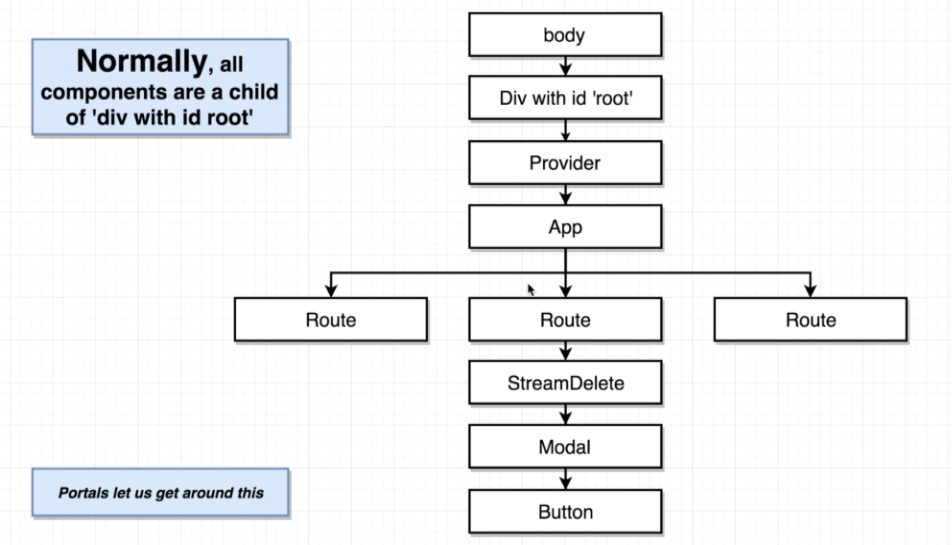 body
Normally, all
components are a child
of 'div with id root'
Div with id 'root'
Provider
App
Route
Route
Route
StreamDelete
Modal
Portals let us get around this
Button